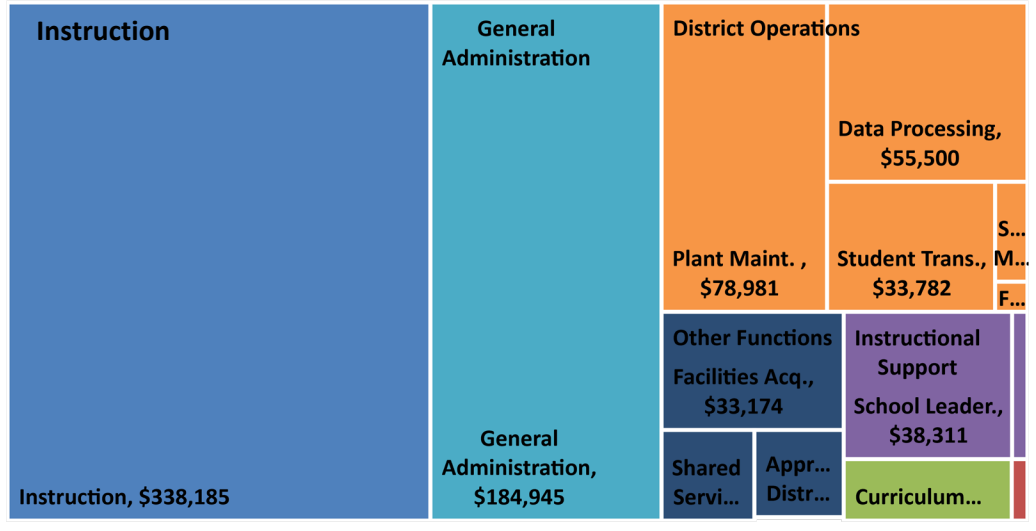 Instruction
Instruction, $338,185
General
Administration
General
Administration,
$184,945
District Operations
Plant Maint. ,
$78,981
Data Processing,
$55,500
Student Trans.,
$33,782
S...
M...
F...
Other Functions
Facilities Acq.,
$33,174
Shared
Servi...
Appr...
Distr...
Instructional
Support
School Leader.,
$38,311
Curriculum...